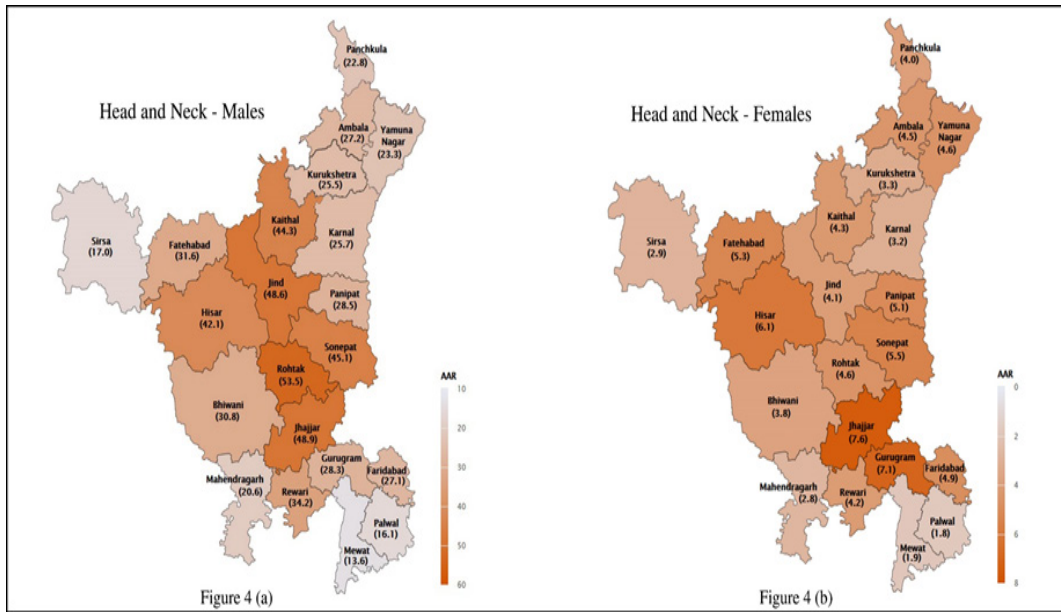 Head and Neck - Males
Panchkula
(22.8)
Ambala
(27.2)
Yamuna
Nagar
(23.3)
Kurukshetra
(25.5)
Kaithal
(44.3)
Karnal
(25.7)
Sirsa
(17.0)
Fatehabad
(31.6)
Jind
(48.6)
Panipat
(28.5)
Hisar
(42.1)
Sonepat
(45.1)
Rohtak
(53.5)
Bhiwani
(30.8)
Jhajjar
(48.9)
Gurugram
(28.3)
Faridabad
(27.1)
Mahendragarh
(20.6)
Rewari
(34.2)
Palwal
(16.1)
Mewat
(13.6)
AAR
10
20
30
40
50
60
Figure 4 (a)
Head and Neck - Females
Panchkula
(4.0)
Ambala
(4.5)
Yamuna
Nagar
(4.6)
Kurukshetra
(3.3)
Kaithal
(4.3)
Karnal
(3.2)
Sirsa
(2.9)
Fatehabad
(5.3)
Jind
(4.1)
Panipat
(5.1)
Hisar
(6.1)
Sonepat
(5.5)
Rohtak
(4.6)
Bhiwani
(3.8)
Jhajjar
(7.6)
Gurugram
(7.1)
Faridabad
(4.9)
Mahendragarh
(2.8)
Rewari
(4.2)
Palwal
(1.8)
Mewat
(1.9)
AAR
0
2
4
6
8
Figure 4 (b)